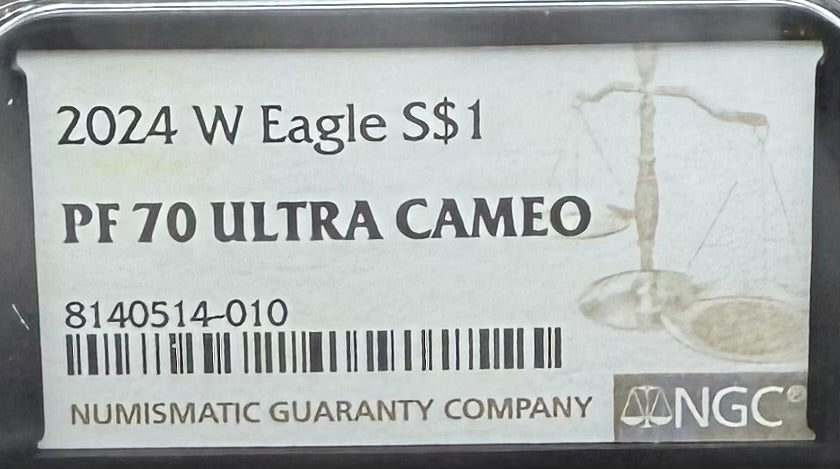 2024 W Eagle S$1
PF 70 ULTRA CAMEO
8140514-010
NUMISMATIC GUARANTY COMPANY
NGC®